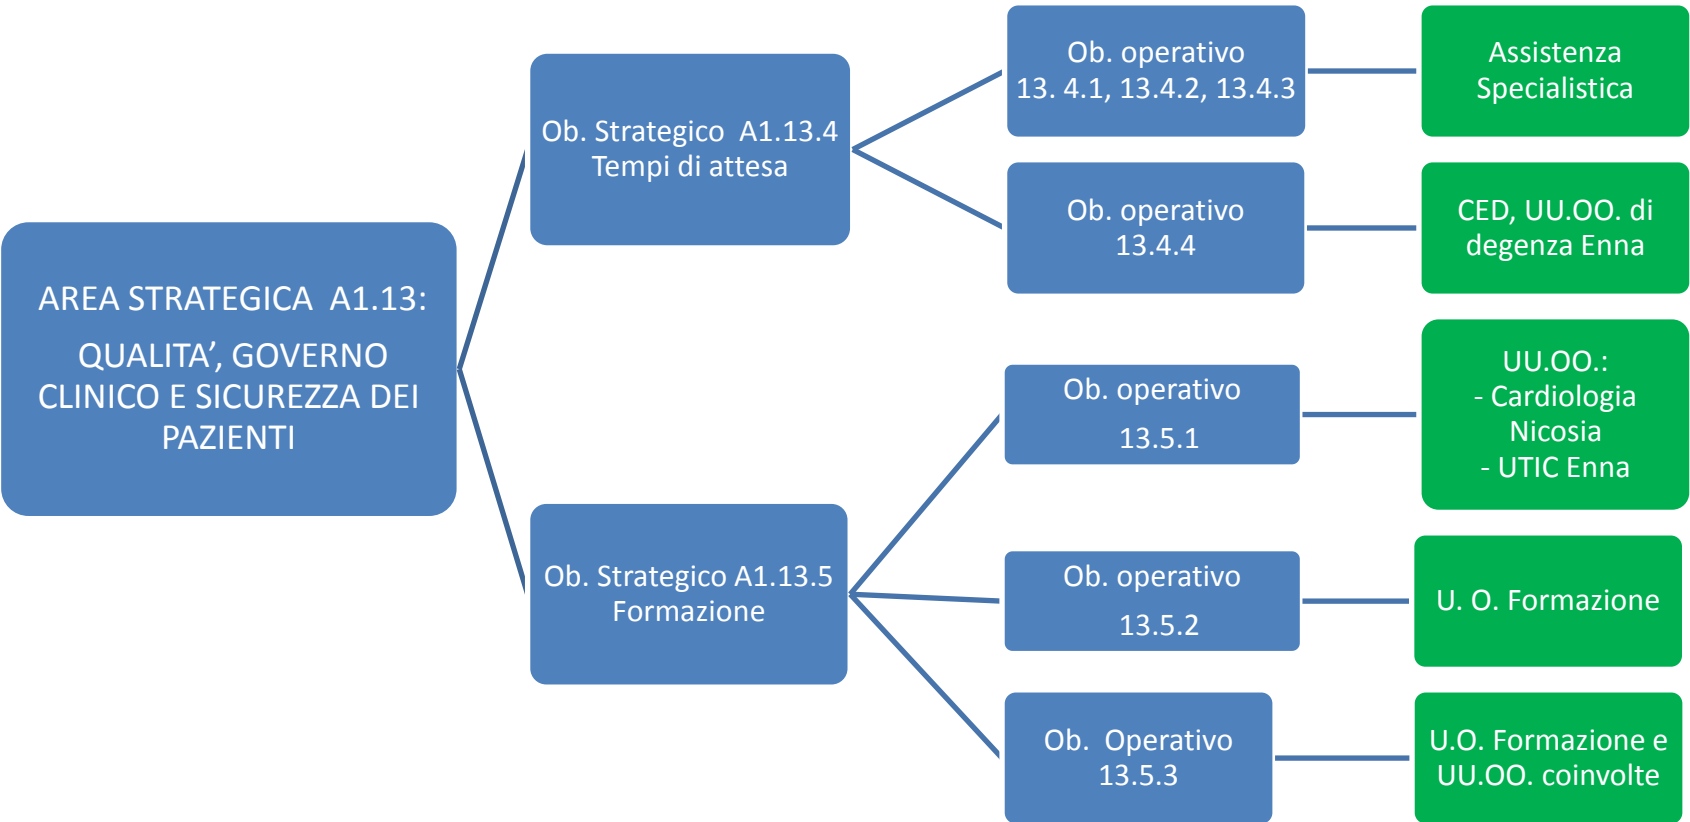 AREA STRATEGICA A1.13:
QUALITA’, GOVERNO
CLINICO E SICUREZZA DEI
PAZIENTI
Ob. Strategico A1.13.4
Tempi di attesa
Ob. operativo
13. 4.1, 13.4.2, 13.4.3
Assistenza
Specialistica
Ob. operativo
13.4.4
CED, UU.OO. di
degenza Enna
Ob. Strategico A1.13.5
Formazione
Ob. operativo
13.5.1
UU.OO.:
- Cardiologia
Nicosia
- UTIC Enna
Ob. operativo
13.5.2
U. O. Formazione
Ob. Operativo
13.5.3
U.O. Formazione e
UU.OO. coinvolte